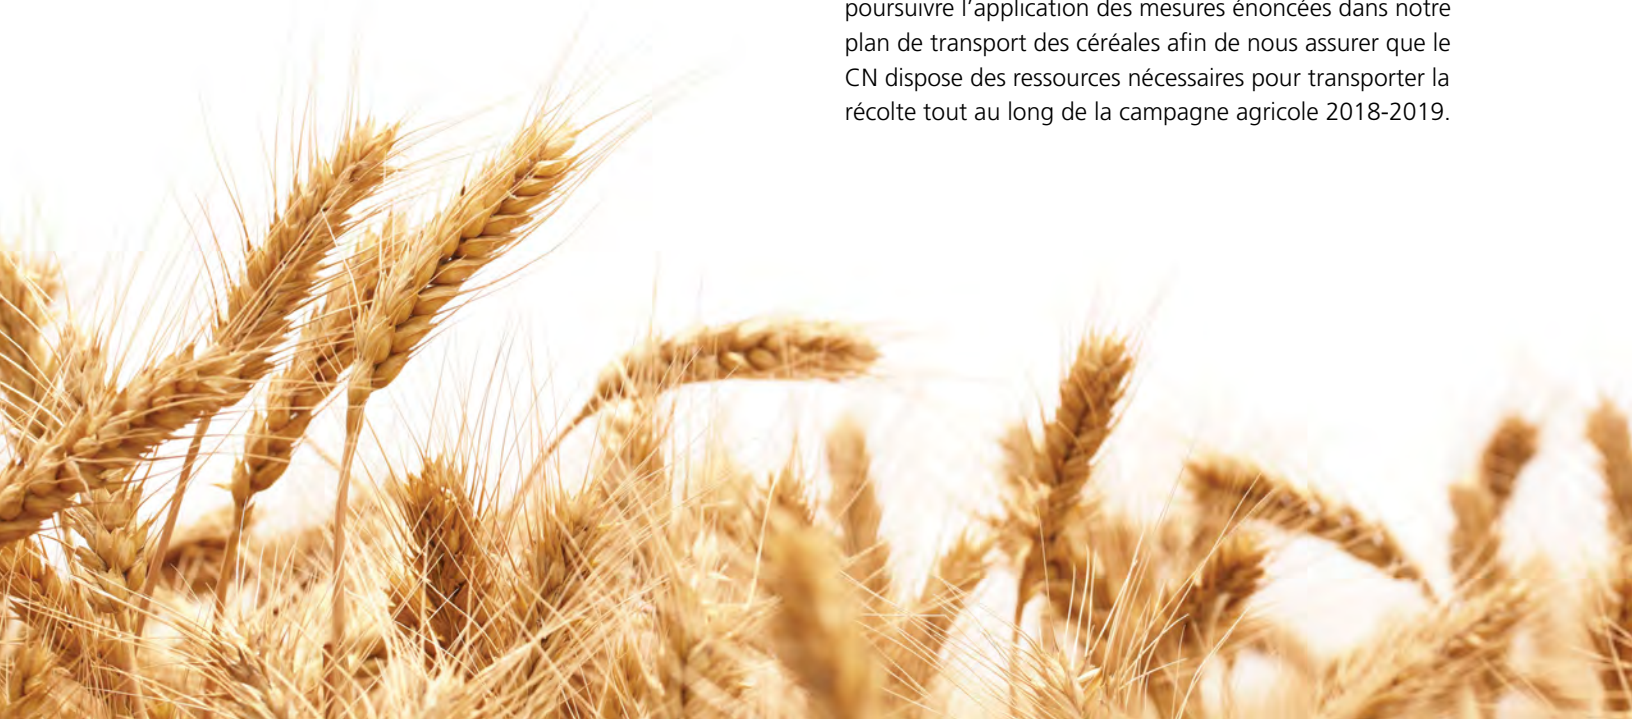 poursuivre l'application des mesures énoncées dans notre
plan de transport des céréales afin de nous assurer que le
CN dispose des ressources nécessaires pour transporter la
récolte tout au long de la campagne agricole 2018-2019.